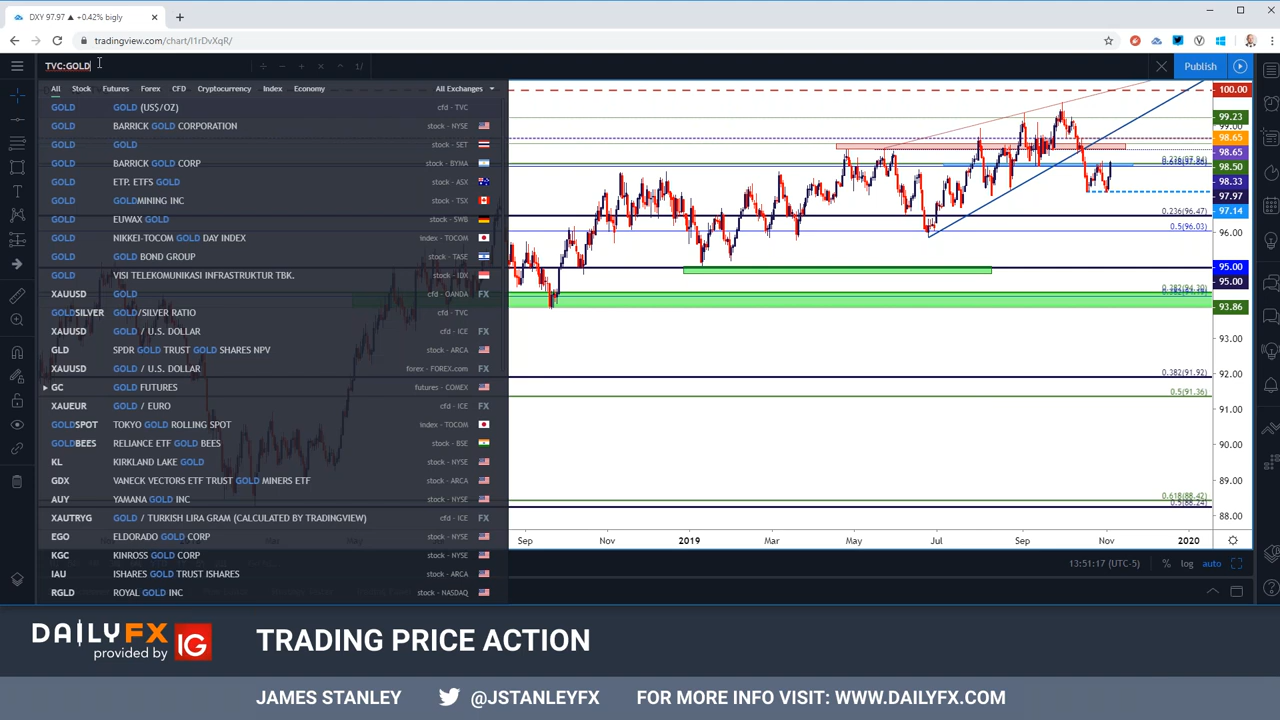 DXY 97.97 ▲ +0.42% bigly
tradingview.com/chart/I1rDvXqR/
TVC:GOLD
Publish
All Stock Futures Forex CFD Cryptocurrency Index Economy All Exchanges
GOLD GOLD (US$/OZ) cfd - TVC
GOLD BARRICK GOLD CORPORATION stock - NYSE
GOLD GOLD stock - SET
GOLD BARRICK GOLD CORP stock - BYMA
GOLD ETP. ETFS GOLD stock - ASX
GOLD GOLDMINING INC stock - TSX
GOLD EUWAX GOLD stock - SWB
GOLD NIKKEI-TOCOM GOLD DAY INDEX index - TOCOM
GOLD GOLD BOND GROUP stock - TASE
GOLD VISI TELEKOMUNIKASI INFRASTRUKTUR TBK. stock - IDX
XAUUSD GOLD cfd - OANDA FX
GOLDSILVER GOLD/SILVER RATIO cfd - TVC
XAUUSD GOLD / U.S. DOLLAR cfd - ICE FX
GLD SPDR GOLD TRUST GOLD SHARES NPV stock - ARCA
XAUUSD GOLD / U.S. DOLLAR forex - FOREX.com FX
GC GOLD FUTURES futures - COMEX
XAUEUR GOLD / EURO cfd - ICE FX
GOLDSPOT TOKYO GOLD ROLLING SPOT index - TOCOM
GOLDBEES RELIANCE ETF GOLD BEES stock - BSE
KL KIRKLAND LAKE GOLD stock - NYSE
GDX VANECK VECTORS ETF TRUST GOLD MINERS ETF stock - ARCA
AUY YAMANA GOLD INC stock - NYSE
XAUTRYG GOLD / TURKISH LIRA GRAM (CALCULATED BY TRADINGVIEW) cfd - ICE FX
EGO ELDORADO GOLD CORP stock - NYSE
KGC KINROSS GOLD CORP stock - NYSE
IAU ISHARES GOLD TRUST ISHARES stock - ARCA
RGLD ROYAL GOLD INC stock - NASDAQ
0.236(96.47)
0.5(96.03)
0.382(91.92)
0.5(91.36)
0.618(88.42)
100.00
99.23
99.00
98.65
98.65
98.50
98.33
97.97
97.14
96.00
95.00
95.00
93.86
93.00
92.00
91.00
90.00
89.00
88.00
Sep Nov 2019 Mar May Jul Sep Nov 2020
13:51:17 (UTC-5) % log auto
DAILYFX
provided by IG
TRADING PRICE ACTION
JAMES STANLEY @JSTANLEYFX FOR MORE INFO VISIT: WWW.DAILYFX.COM